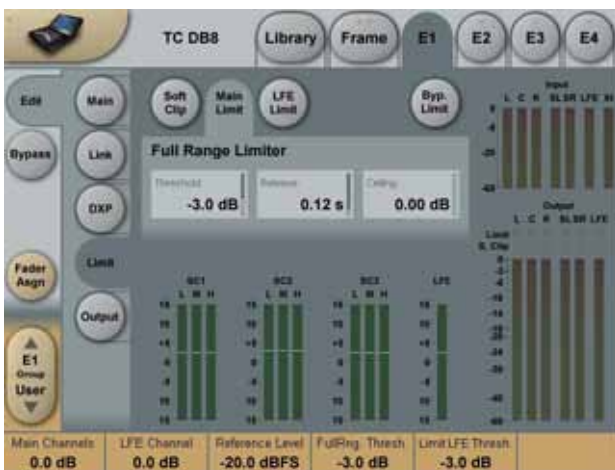 TC DB8
Library
Frame
E1
E2
E3
E4
Edit
Bypass
Fader Asgn
E1
Group
User
Main
Link
DXP
Limit
Output
Soft Clip
Main Limit
LFE Limit
Byp. Limit
Full Range Limiter
Threshold
-3.0 dB
Release
0.12 s
Ceiling
0.00 dB
SC1
SC2
SC3
LFE
L M H
L M H
L M H
Input
L C R SL SR LFE H
Output
L C R SL SR LFE
Limit
S. Clip
Main Channels
LFE Channel
Reference Level
FullRng. Thresh
Limit LFE Thresh
0.0 dB
0.0 dB
-20.0 dBFS
-3.0 dB
-3.0 dB